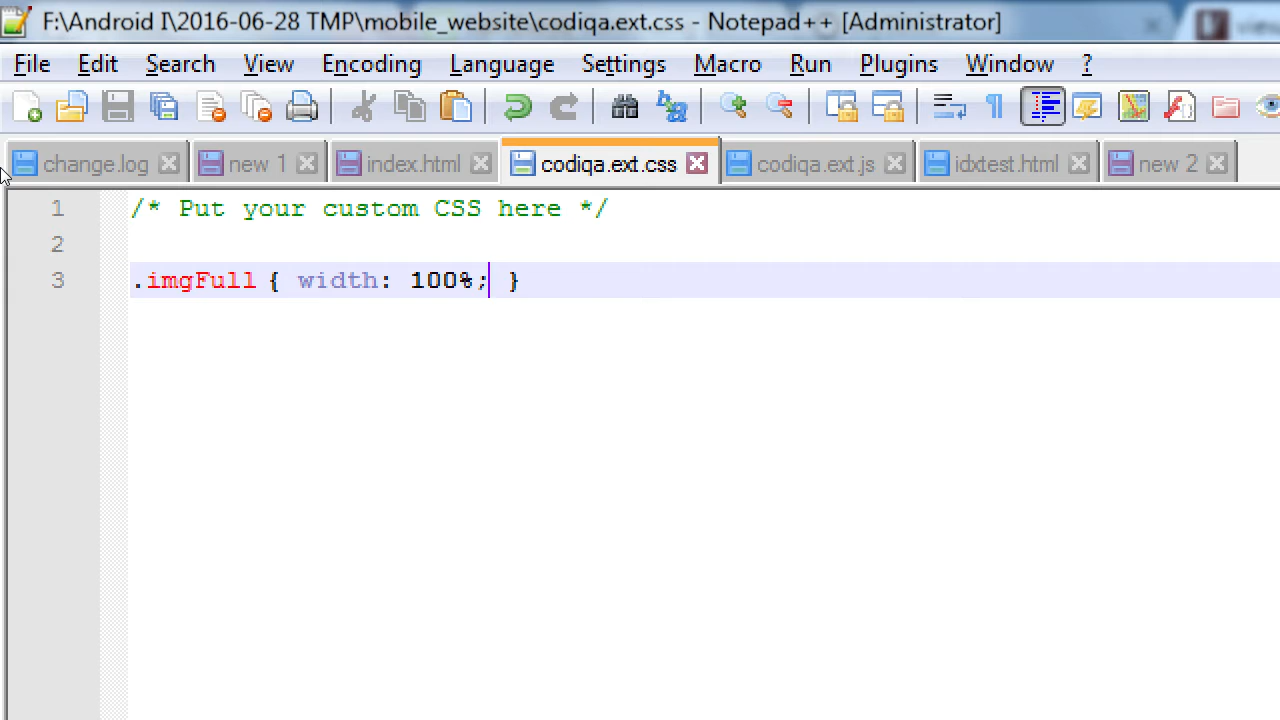 F:\Android I\2016-06-28 TMP\mobile_website\codiqa.ext.css - Notepad++ [Administrator]
File Edit Search View Encoding Language Settings Macro Run Plugins Window ?
change.log new 1 index.html codiqa.ext.css codiqa.ext.js idxtest.html new 2
1 /* Put your custom CSS here */
2
3 .imgFull { width: 100%; }